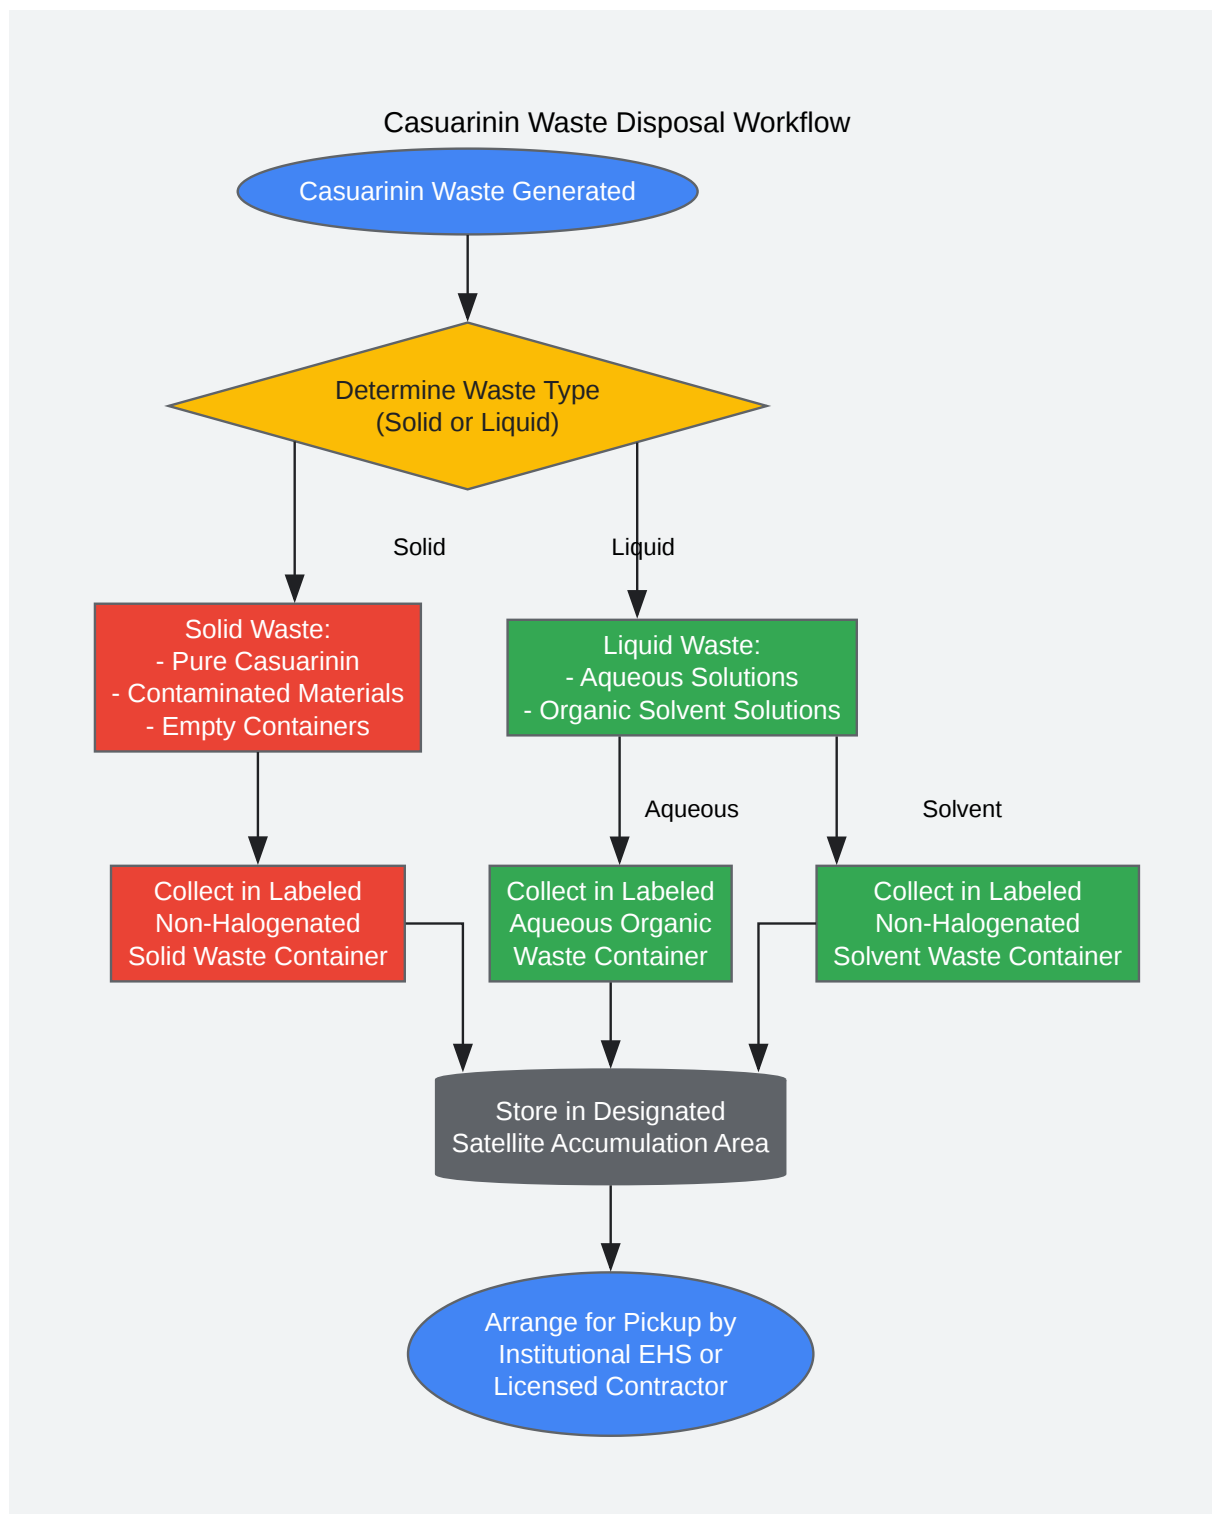 Casuarinin Waste Disposal Workflow
Casuarinin Waste Generated
Determine Waste Type
(Solid or Liquid)
Solid
Liquid
Solid Waste:
- Pure Casuarinin
- Contaminated Materials
- Empty Containers
Liquid Waste:
- Aqueous Solutions
- Organic Solvent Solutions
Aqueous
Solvent
Collect in Labeled
Non-Halogenated
Solid Waste Container
Collect in Labeled
Aqueous Organic
Waste Container
Collect in Labeled
Non-Halogenated
Solvent Waste Container
Store in Designated
Satellite Accumulation Area
Arrange for Pickup by
Institutional EHS or
Licensed Contractor